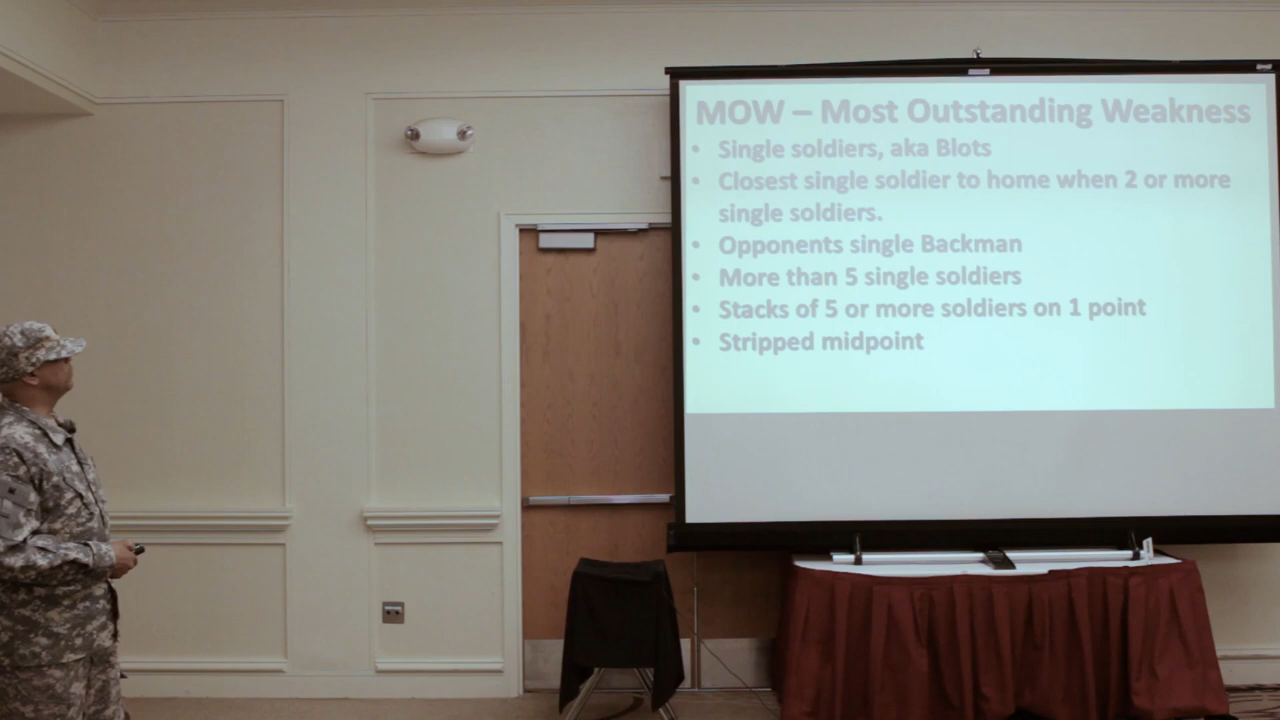 MOW – Most Outstanding Weakness
• Single soldiers, aka Blots
• Closest single soldier to home when 2 or more
single soldiers.
• Opponents single Backman
• More than 5 single soldiers
• Stacks of 5 or more soldiers on 1 point
• Stripped midpoint